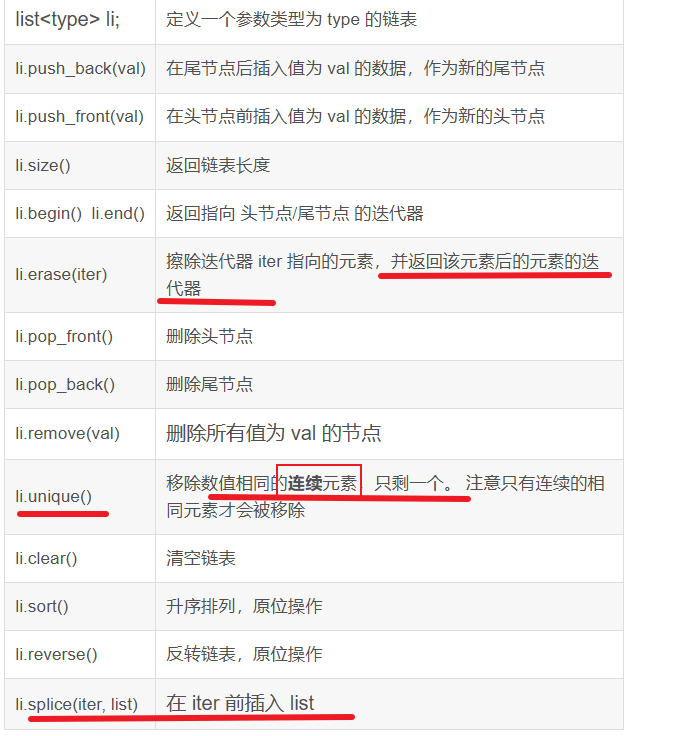 list<type> li;
定义一个参数类型为 type 的链表
li.push_back(val)
在尾节点后插入值为 val 的数据，作为新的尾节点
li.push_front(val)
在头节点前插入值为 val 的数据，作为新的头节点
li.size()
返回链表长度
li.begin()  li.end()
返回指向 头节点/尾节点 的迭代器
li.erase(iter)
擦除迭代器 iter 指向的元素，并返回该元素后的元素的迭
代器
li.pop_front()
删除头节点
li.pop_back()
删除尾节点
li.remove(val)
删除所有值为 val 的节点
li.unique()
移除数值相同的连续元素，只剩一个。 注意只有连续的相
同元素才会被移除
li.clear()
清空链表
li.sort()
升序排列，原位操作
li.reverse()
反转链表，原位操作
li.splice(iter, list)
在 iter 前插入 list